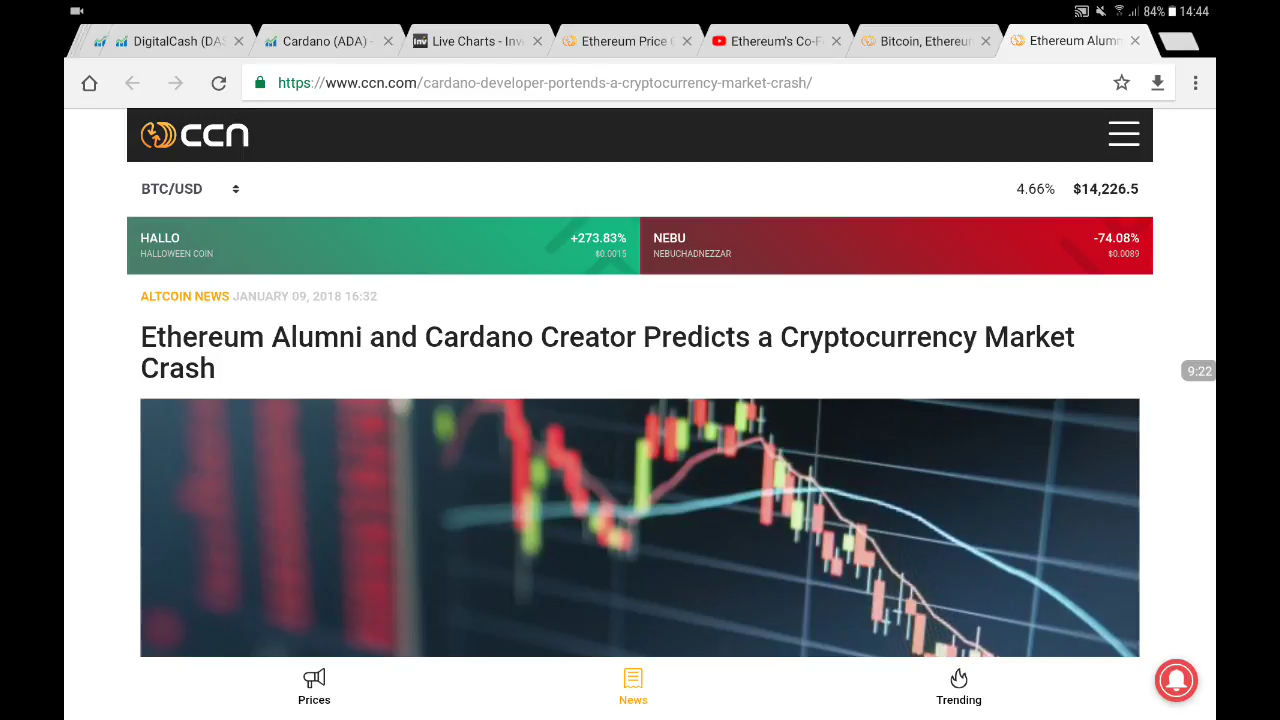 84% 14:44
DigitalCash (DAS
Cardano (ADA) -
Inv Live Charts - Inve
Ethereum Price
Ethereum's Co-F
Bitcoin, Ethereum
Ethereum Alumn
https://www.ccn.com/cardano-developer-portends-a-cryptocurrency-market-crash/
ccn
BTC/USD 4.66% $14,226.5
HALLO +273.83% NEBU -74.08%
HALLOWEEN COIN $0.0015 NEBUCHADNEZZAR $0.0089
ALTCOIN NEWS JANUARY 09, 2018 16:32
Ethereum Alumni and Cardano Creator Predicts a Cryptocurrency Market
Crash
9:22
Prices News Trending